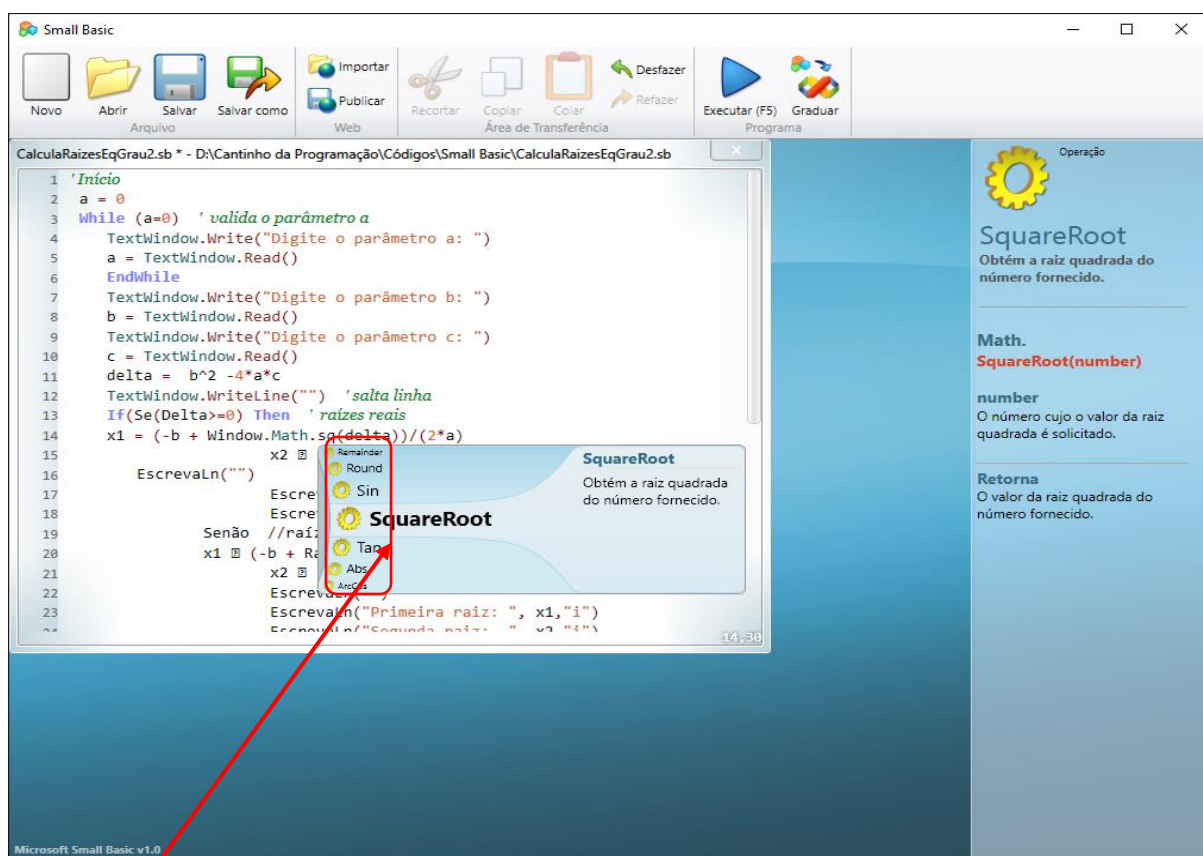 Small Basic
Novo
Abrir
Salvar
Salvar como
Arquivo
Importar
Publicar
Web
Recortar
Copiar
Colar
Desfazer
Refazer
Área de Transferência
Executar (F5)
Graduar
Programa
CalculaRaizesEqGrau2.sb * - D:\Cantinho da Programação\Códigos\Small Basic\CalculaRaizesEqGrau2.sb
1 'Início
2 a = 0
3 While (a=0) ' valida o parâmetro a
4 TextWindow.Write("Digite o parâmetro a: ")
5 a = TextWindow.Read()
6 EndWhile
7 TextWindow.Write("Digite o parâmetro b: ")
8 b = TextWindow.Read()
9 TextWindow.Write("Digite o parâmetro c: ")
10 c = TextWindow.Read()
11 delta = b^2 -4*a*c
12 TextWindow.WriteLine("") 'salta linha
13 If(Se(Delta>=0) Then ' raízes reais
14 x1 = (-b + Window.Math.sq(delta))/(2*a)
15 x2
16 EscrevaLn("")
17 Escre
18 Escre
19 Senão //raí
20 x1 (-b + Ra
21 x2
22 EscrevaLn("")
23 EscrevaLn("Primeira raiz: ", x1,"i")
24 EscrevaLn("Segunda raiz: ", x2,"i")
14,30
Remainder
Round
Sin
SquareRoot
Tan
Abs
ArcCos
SquareRoot
Obtém a raiz quadrada
do número fornecido.
Operação
SquareRoot
Obtém a raiz quadrada do
número fornecido.
Math.
SquareRoot(number)
number
O número cujo o valor da raiz
quadrada é solicitado.
Retorna
O valor da raiz quadrada do
número fornecido.
Microsoft Small Basic v1.0